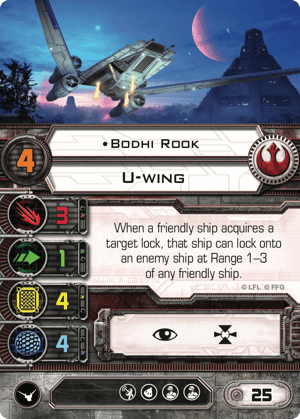 •Bodhi Rook
4
U-wing
3
When a friendly ship acquires a
target lock, that ship can lock onto
1
an enemy ship at Range 1–3
of any friendly ship.
© LFL © FFG
4
4
25